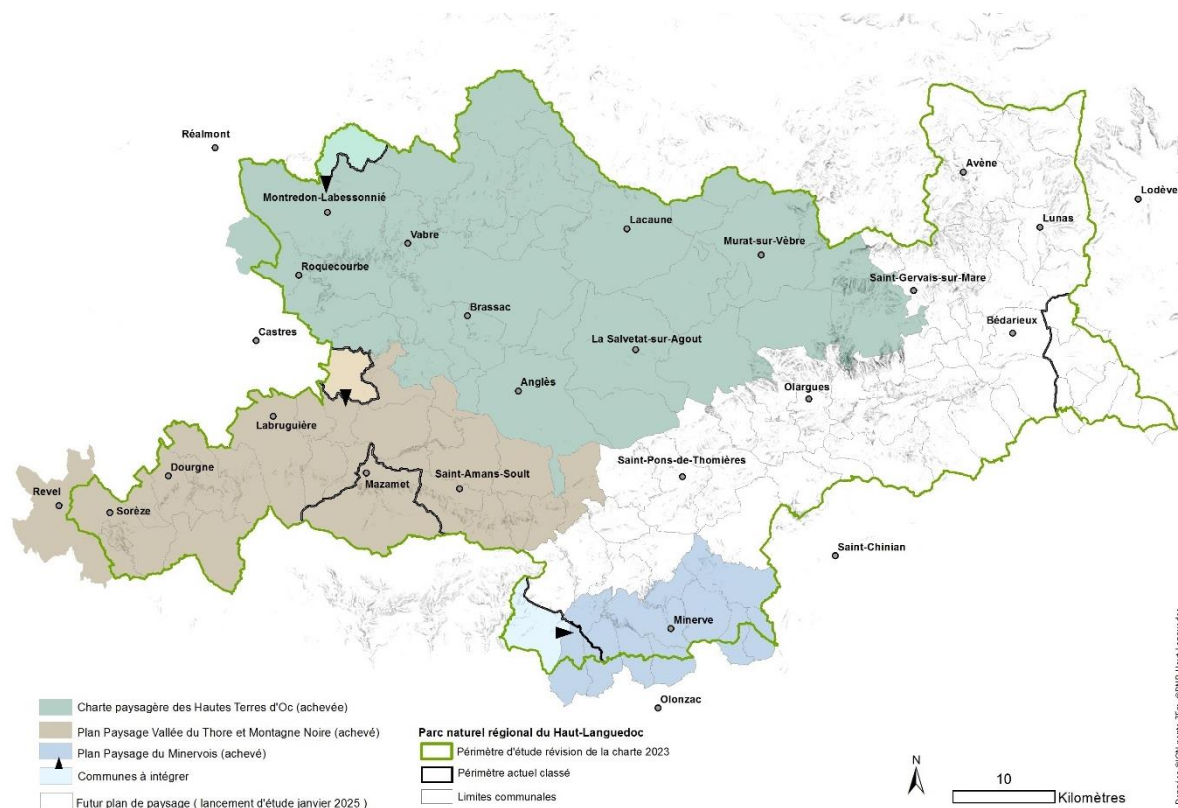 Réalmont
Avène
Lodève
Montredon-Labessonnié
Lacaune
Lunas
Vabre
Murat-sur-Vèbre
Roquecourbe
Saint-Gervais-sur-Mare
Brassac
Bédarieux
Castres
La Salvetat-sur-Agout
Anglès
Olargues
Labruguière
Saint-Pons-de-Thomières
Dourgne
Mazamet
Saint-Amans-Soult
Revel
Sorèze
Saint-Chinian
Minerve
Olonzac
Charte paysagère des Hautes Terres d'Oc (achevée)
Plan Paysage Vallée du Thore et Montagne Noire (achevé)
Plan Paysage du Minervois (achevé)
Communes à intégrer
Futur plan de paysage ( lancement d'étude janvier 2025 )
Parc naturel régional du Haut-Languedoc
Périmètre d'étude révision de la charte 2023
Périmètre actuel classé
Limites communales
N
10
Kilomètres